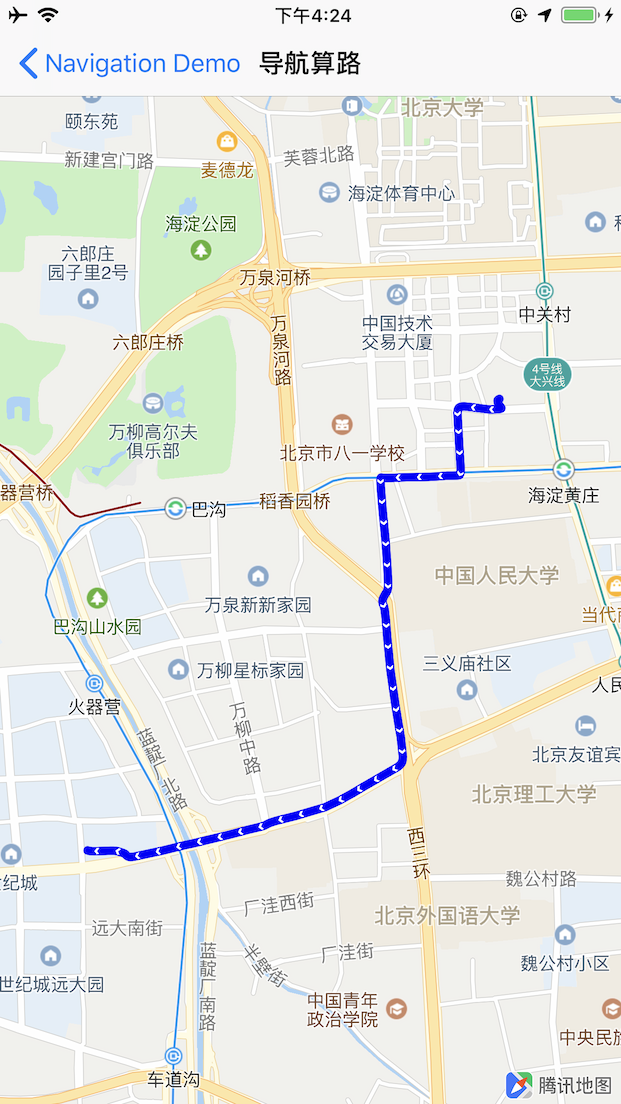 下午4:24
Navigation Demo
导航算路
颐东苑
北京大学
新建宫门路
麦德龙
芙蓉北路
海淀体育中心
海淀公园
六郎庄
园子里2号
万泉河桥
中关村
六郎庄桥
万泉河路
中国技术
交易大厦
4号线
大兴线
万柳高尔夫
俱乐部
北京市八一学校
器营桥
巴沟
稻香园桥
海淀黄庄
中国人民大学
万泉新新家园
当代
巴沟山水园
三义庙社区
万柳星标家园
人民
火器营
万柳中路
蓝靛厂北路
北京友谊宾
北京理工大学
西三环
世纪城
魏公村路
厂洼西街
北京外国语大学
远大南街
半壁街
厂洼街
蓝靛厂南路
魏公村小区
世纪城远大园
中国青年
政治学院
中央民族
车道沟
腾讯地图